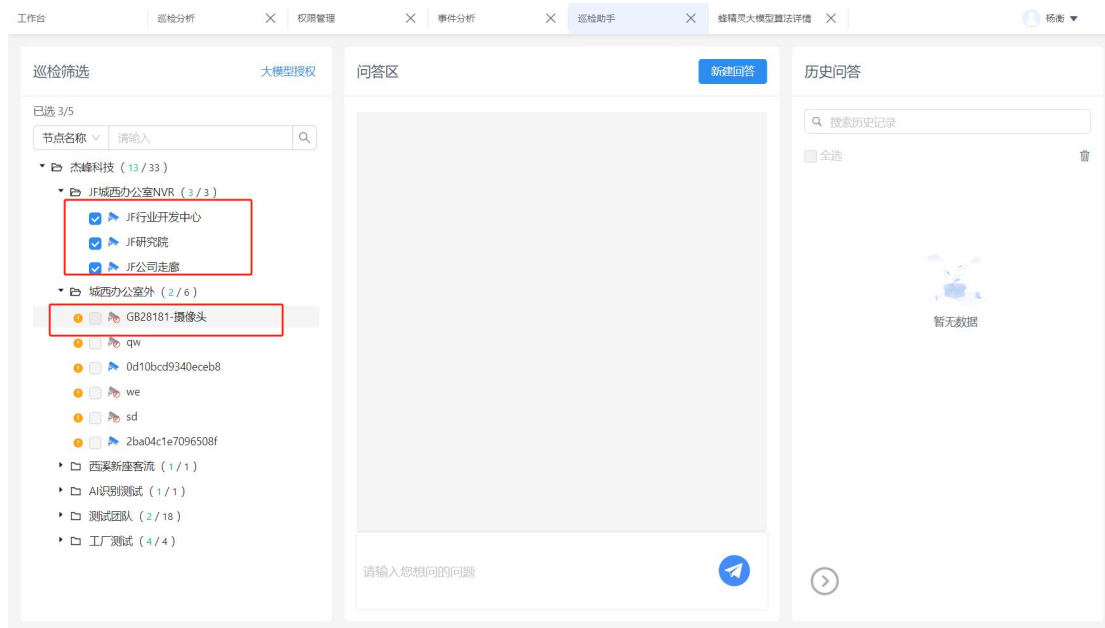 工作台 巡检分析 权限管理 事件分析 巡检助手 蜂精灵大模型算法详情 杨衡
巡检筛选 大模型授权
已选 3/5
节点名称 请输入
杰峰科技 ( 13 / 33 )
JF城西办公室NVR ( 3 / 3 )
JF行业开发中心
JF研究院
JF公司走廊
城西办公室外 ( 2 / 6 )
GB28181-摄像头
qw
0d10bcd9340eceb8
we
sd
2ba04c1e7096508f
西溪新座客流 ( 1 / 1 )
AI识别测试 ( 1 / 1 )
测试团队 ( 2 / 18 )
工厂测试 ( 4 / 4 )
问答区 新建回答
请输入您想问的问题
历史问答
搜索历史记录
全选
暂无数据